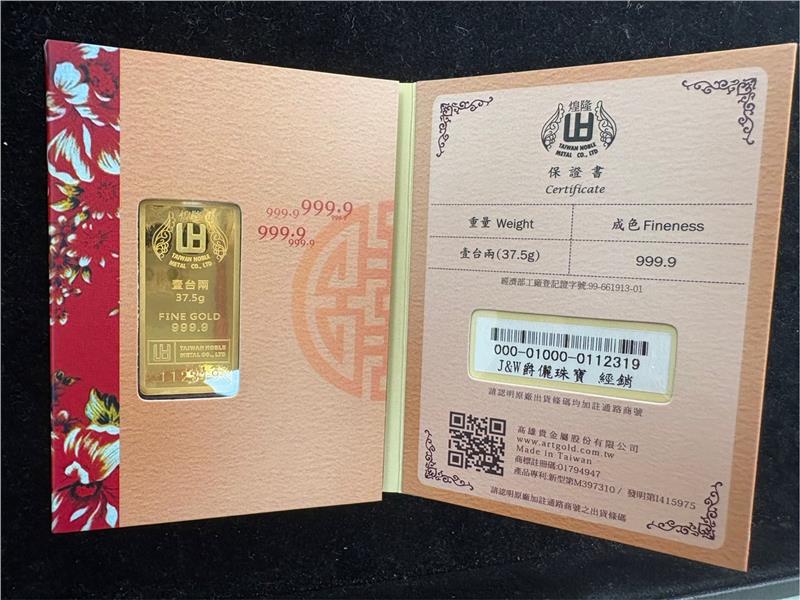 煌隆
LH
TAIWAN NOBLE
METAL CO., LTD
壹台兩
37.5g
FINE GOLD
999.9
LH TAIWAN NOBLE
METAL CO., LTD
999.9 999.9
999.9
999.9 999.9
煌隆
LH
TAIWAN NOBLE
METAL CO., LTD
保證書
Certificate
重量 Weight 成色 Fineness
壹台兩(37.5g) 999.9
經濟部工廠登記證字號:99-661913-01
000-01000-0112319
J&W爵儷珠寶 經銷
請認明原廠出貨條碼均加註通路商號
高雄貴金屬股份有限公司
www.artgold.com.tw
Made in Taiwan
商標註冊碼:01794947
產品專利:新型第M397310 / 發明第I415975
請認明原廠加註通路商號之出貨條碼